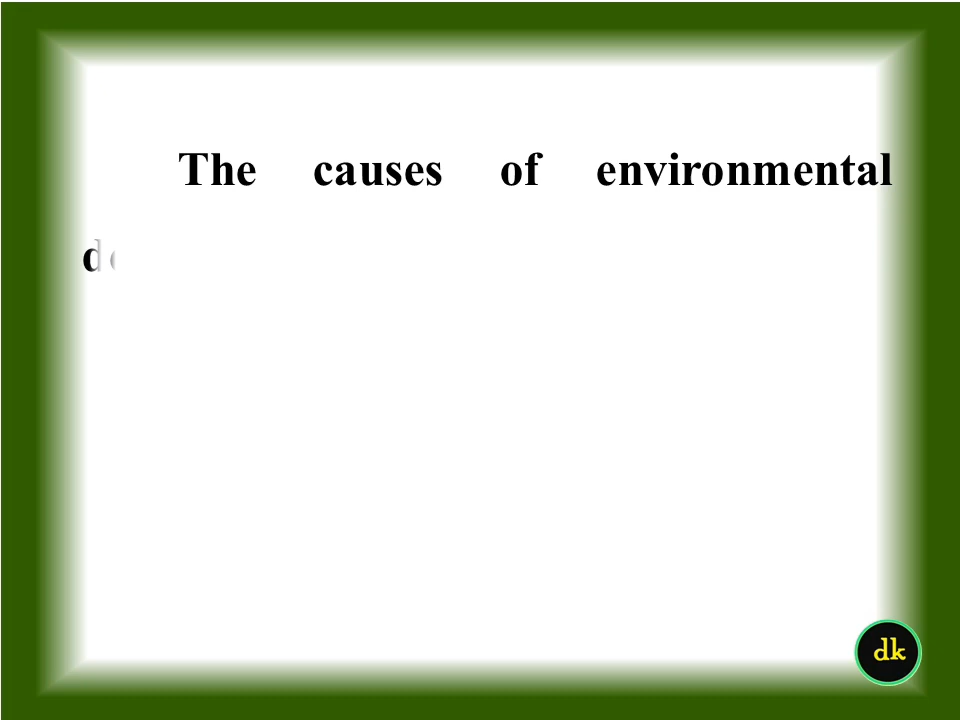 The causes of environmental
dk